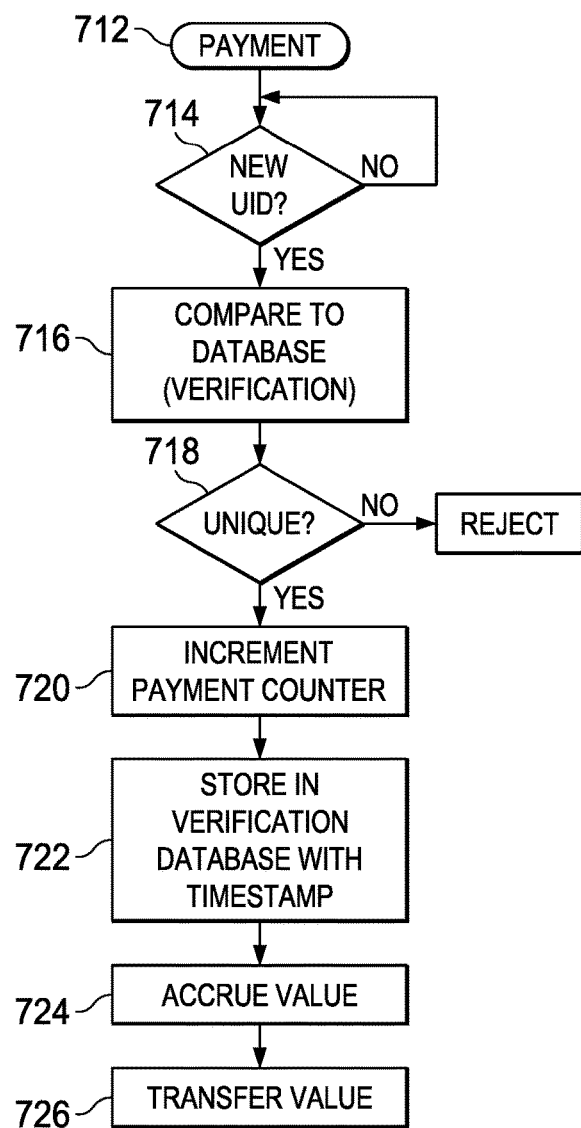 712
PAYMENT
714
NEW
UID?
NO
YES
716
COMPARE TO
DATABASE
(VERIFICATION)
718
UNIQUE?
NO
REJECT
YES
720
INCREMENT
PAYMENT COUNTER
722
STORE IN
VERIFICATION
DATABASE WITH
TIMESTAMP
724
ACCRUE VALUE
726
TRANSFER VALUE